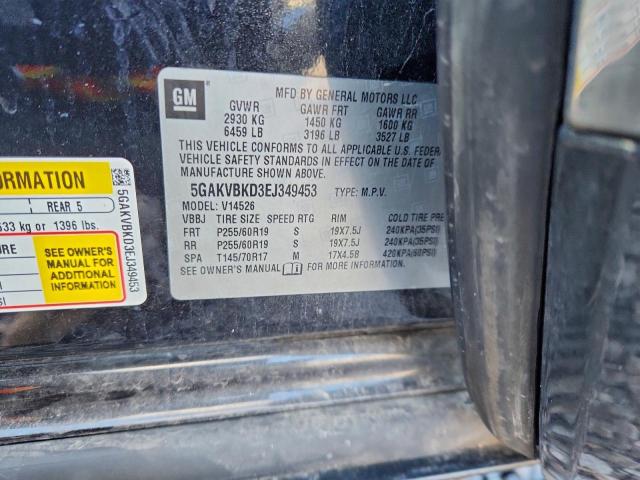 GM
MFD BY GENERAL MOTORS LLC
GVWR GAWR FRT GAWR RR
2930 KG 1450 KG 1600 KG
6459 LB 3196 LB 3527 LB
THIS VEHICLE CONFORMS TO ALL APPLICABLE U.S. FEDER
VEHICLE SAFETY STANDARDS IN EFFECT ON THE DATE OF
MANUFACTURE SHOWN ABOVE.
5GAKVBKD3EJ349453 TYPE: M.P.V.
MODEL: V14526
VBBJ TIRE SIZE SPEED RTG RIM COLD TIRE PRE
FRT P255/60R19 S 19X7.5J 240KPA(35PSI)
RR P255/60R19 S 19X7.5J 240KPA(35PSI)
SPA T145/70R17 M 17X4.5B 420KPA(60PSI)
SEE OWNER'S MANUAL FOR MORE INFORMATION.
ORMATION
REAR 5
533 kg or 1396 lbs.
URE
SEE OWNER'S
MANUAL FOR
ADDITIONAL
INFORMATION
5GAKVBKD3EJ349453